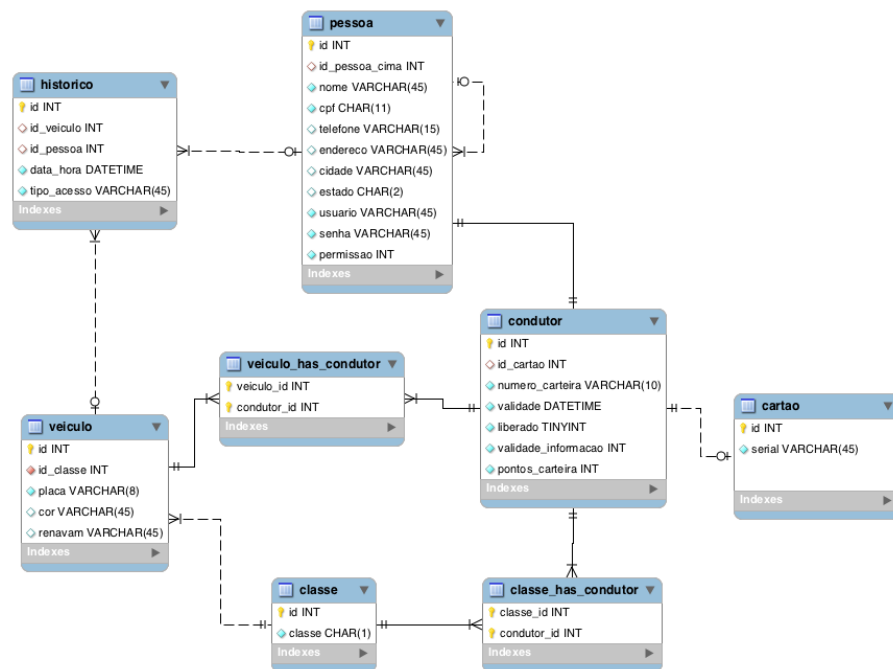 pessoa
id INT
id_pessoa_cima INT
nome VARCHAR(45)
cpf CHAR(11)
telefone VARCHAR(15)
endereco VARCHAR(45)
cidade VARCHAR(45)
estado CHAR(2)
usuario VARCHAR(45)
senha VARCHAR(45)
permissao INT
Indexes
historico
id INT
id_veiculo INT
id_pessoa INT
data_hora DATETIME
tipo_acesso VARCHAR(45)
Indexes
condutor
id INT
id_cartao INT
numero_carteira VARCHAR(10)
validade DATETIME
liberado TINYINT
validade_informacao INT
pontos_carteira INT
Indexes
veiculo_has_condutor
veiculo_id INT
condutor_id INT
Indexes
cartao
id INT
serial VARCHAR(45)
Indexes
veiculo
id INT
id_classe INT
placa VARCHAR(8)
cor VARCHAR(45)
renavam VARCHAR(45)
Indexes
classe
id INT
classe CHAR(1)
Indexes
classe_has_condutor
classe_id INT
condutor_id INT
Indexes